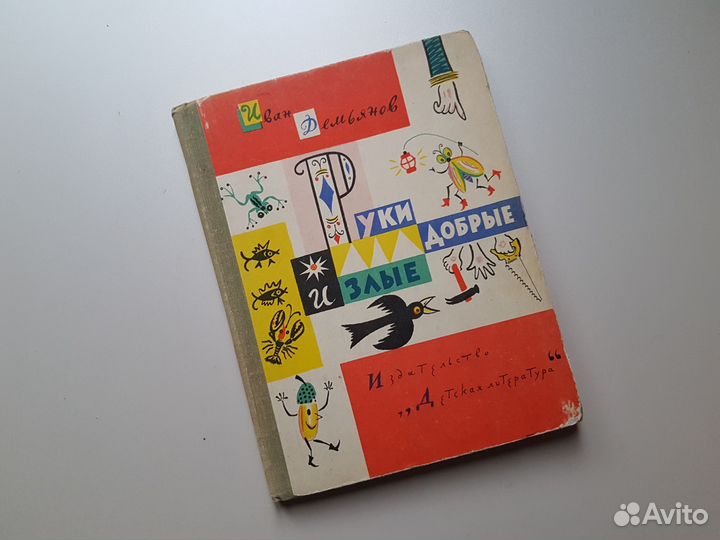 Иван Демьянов
Руки
добрые
и злые
Издательство
„Детская литература“
Avito